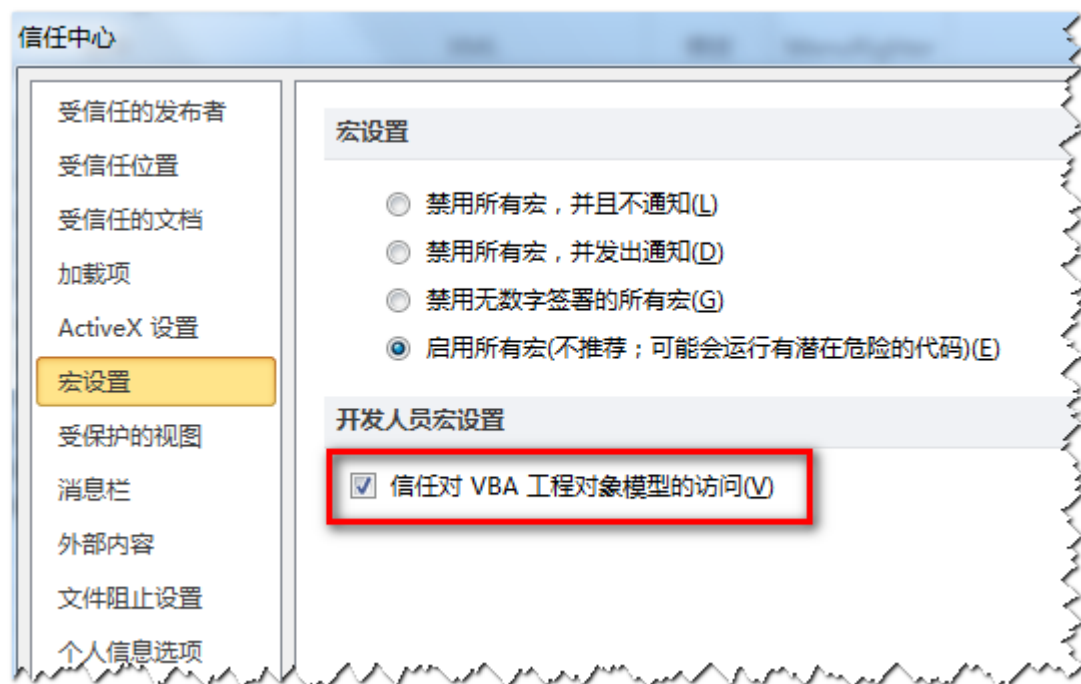 信任中心
受信任的发布者
受信任位置
受信任的文档
加载项
ActiveX 设置
宏设置
受保护的视图
消息栏
外部内容
文件阻止设置
个人信息选项
宏设置
禁用所有宏，并且不通知(L)
禁用所有宏，并发出通知(D)
禁用无数字签署的所有宏(G)
启用所有宏(不推荐；可能会运行有潜在危险的代码)(E)
开发人员宏设置
信任对 VBA 工程对象模型的访问(V)